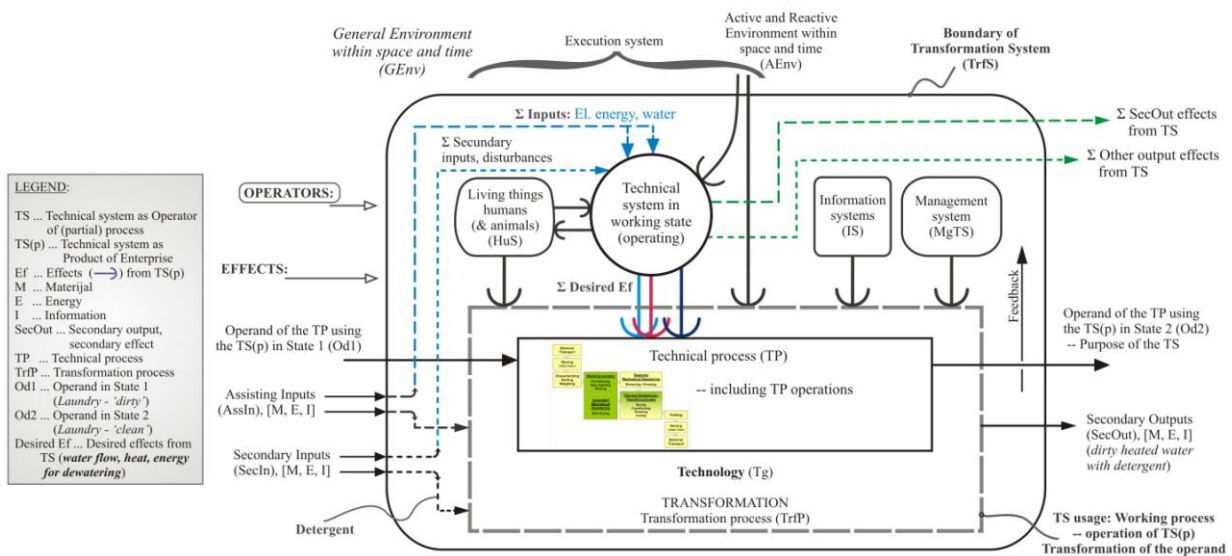 General Environment
within space and time
(GEnv)
Execution system
Active and Reactive
Environment within
space and time
(AEnv)
Boundary of
Transformation System
(TrfS)
Σ Inputs: El. energy, water
Σ Secundary
inputs, disturbances
Σ SecOut effects
from TS
Σ Other output effects
from TS
LEGEND:
TS ... Technical system as Operator
of (partial) process
TS(p) ... Technical system as
Product of Enterprise
Ef ... Effects ( ) from TS(p)
M ... Materijal
E ... Energy
I ... Information
SecOut ... Secondary output,
secondary effect
TP ... Technical process
TrfP ... Transformation process
Od1 ... Operand in State 1
(Laundry - ‘dirty’)
Od2 ... Operand in State 2
(Laundry - ‘clean’)
Desired Ef ... Desired effects from
TS (water flow, heat, energy
for dewatering)
OPERATORS:
Living things
humans
(& animals)
(HuS)
Technical
system in
working state
(operating)
Information
systems
(IS)
Management
system
(MgTS)
EFFECTS:
Σ Desired Ef
Feedback
Operand of the TP using
the TS(p) in State 1 (Od1)
Technical process (TP)
-- including TP operations
Operand of the TP using
the TS(p) in State 2 (Od2)
-- Purpose of the TS
Assisting Inputs
(AssIn), [M, E, I]
Secondary Inputs
(SecIn), [M, E, I]
Secondary Outputs
(SecOut), [M, E, I]
(dirty heated water
with detergent)
Technology (Tg)
TRANSFORMATION
Transformation process (TrfP)
Detergent
TS usage: Working process
-- operation of TS(p)
Transformation of the operand